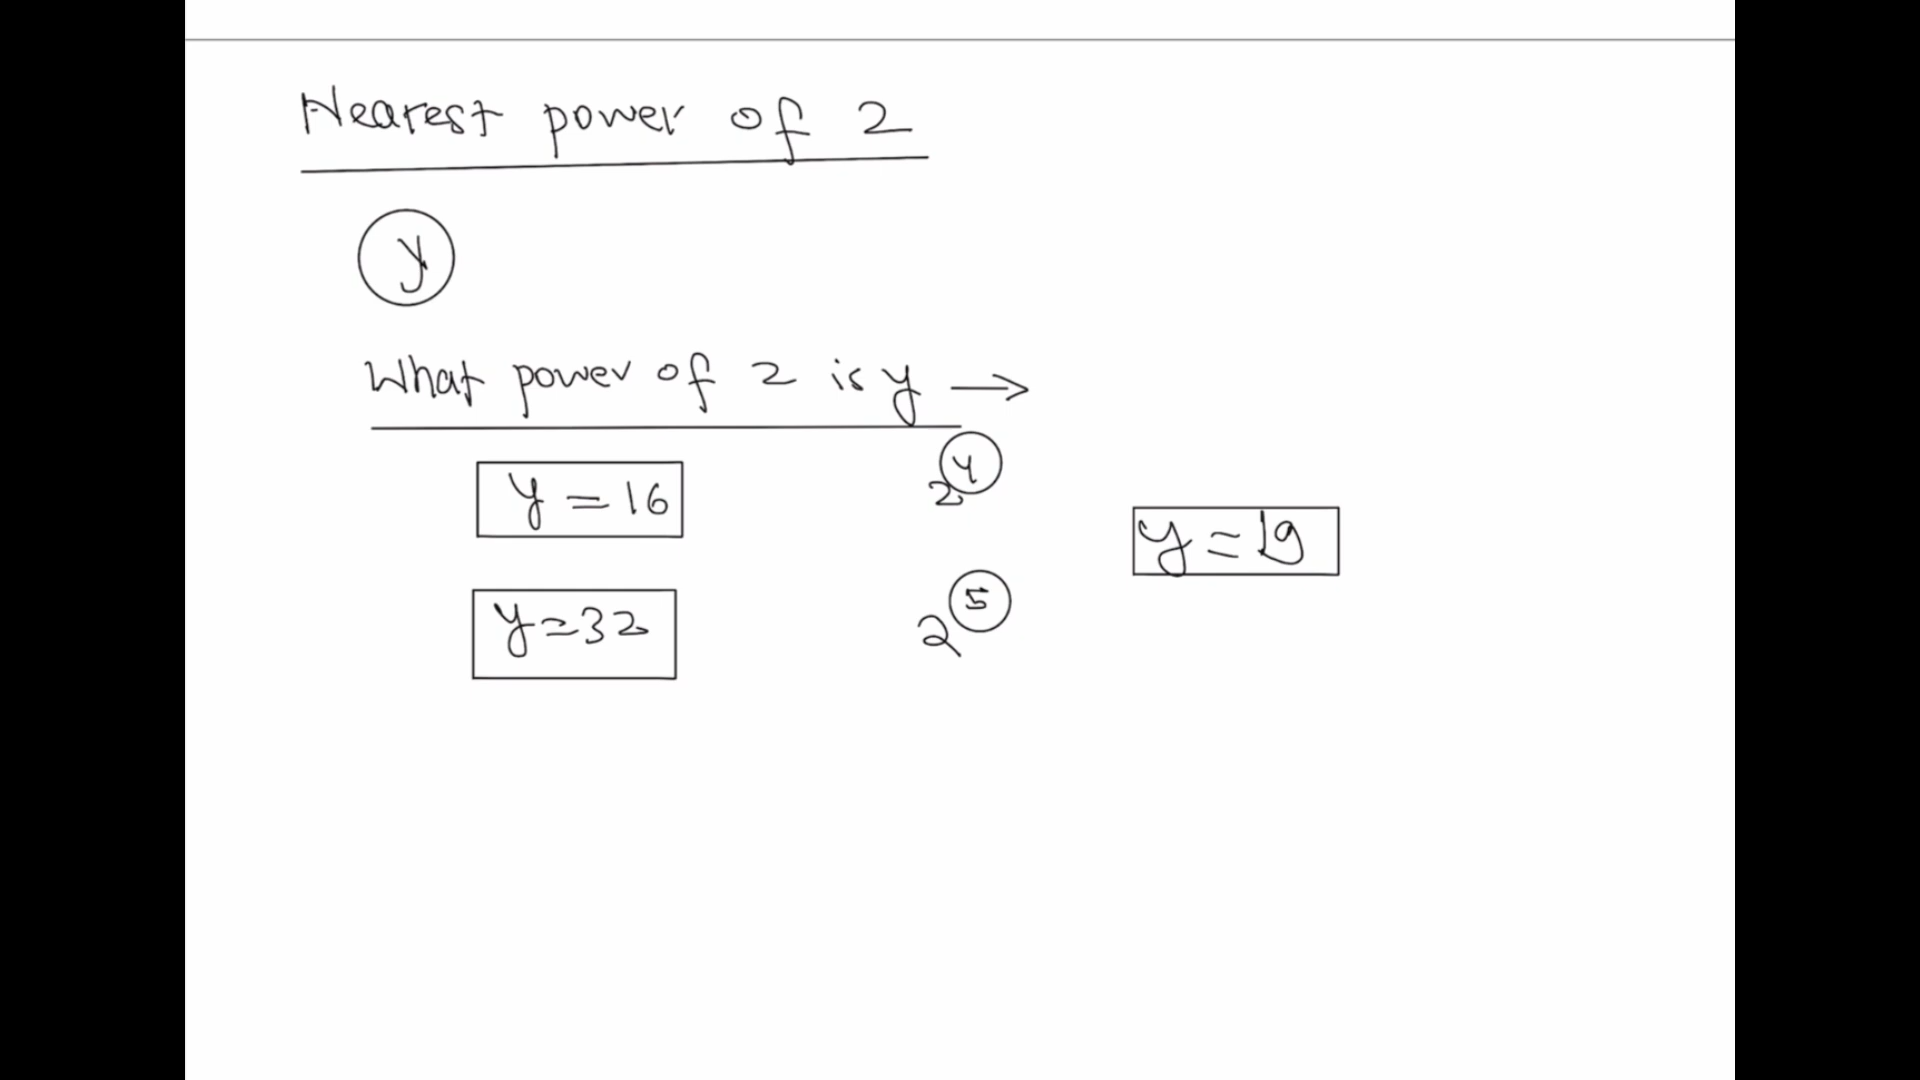 Nearest power of 2
y
What power of 2 is y →
y = 16
2^4
y = 19
y = 32
2^5